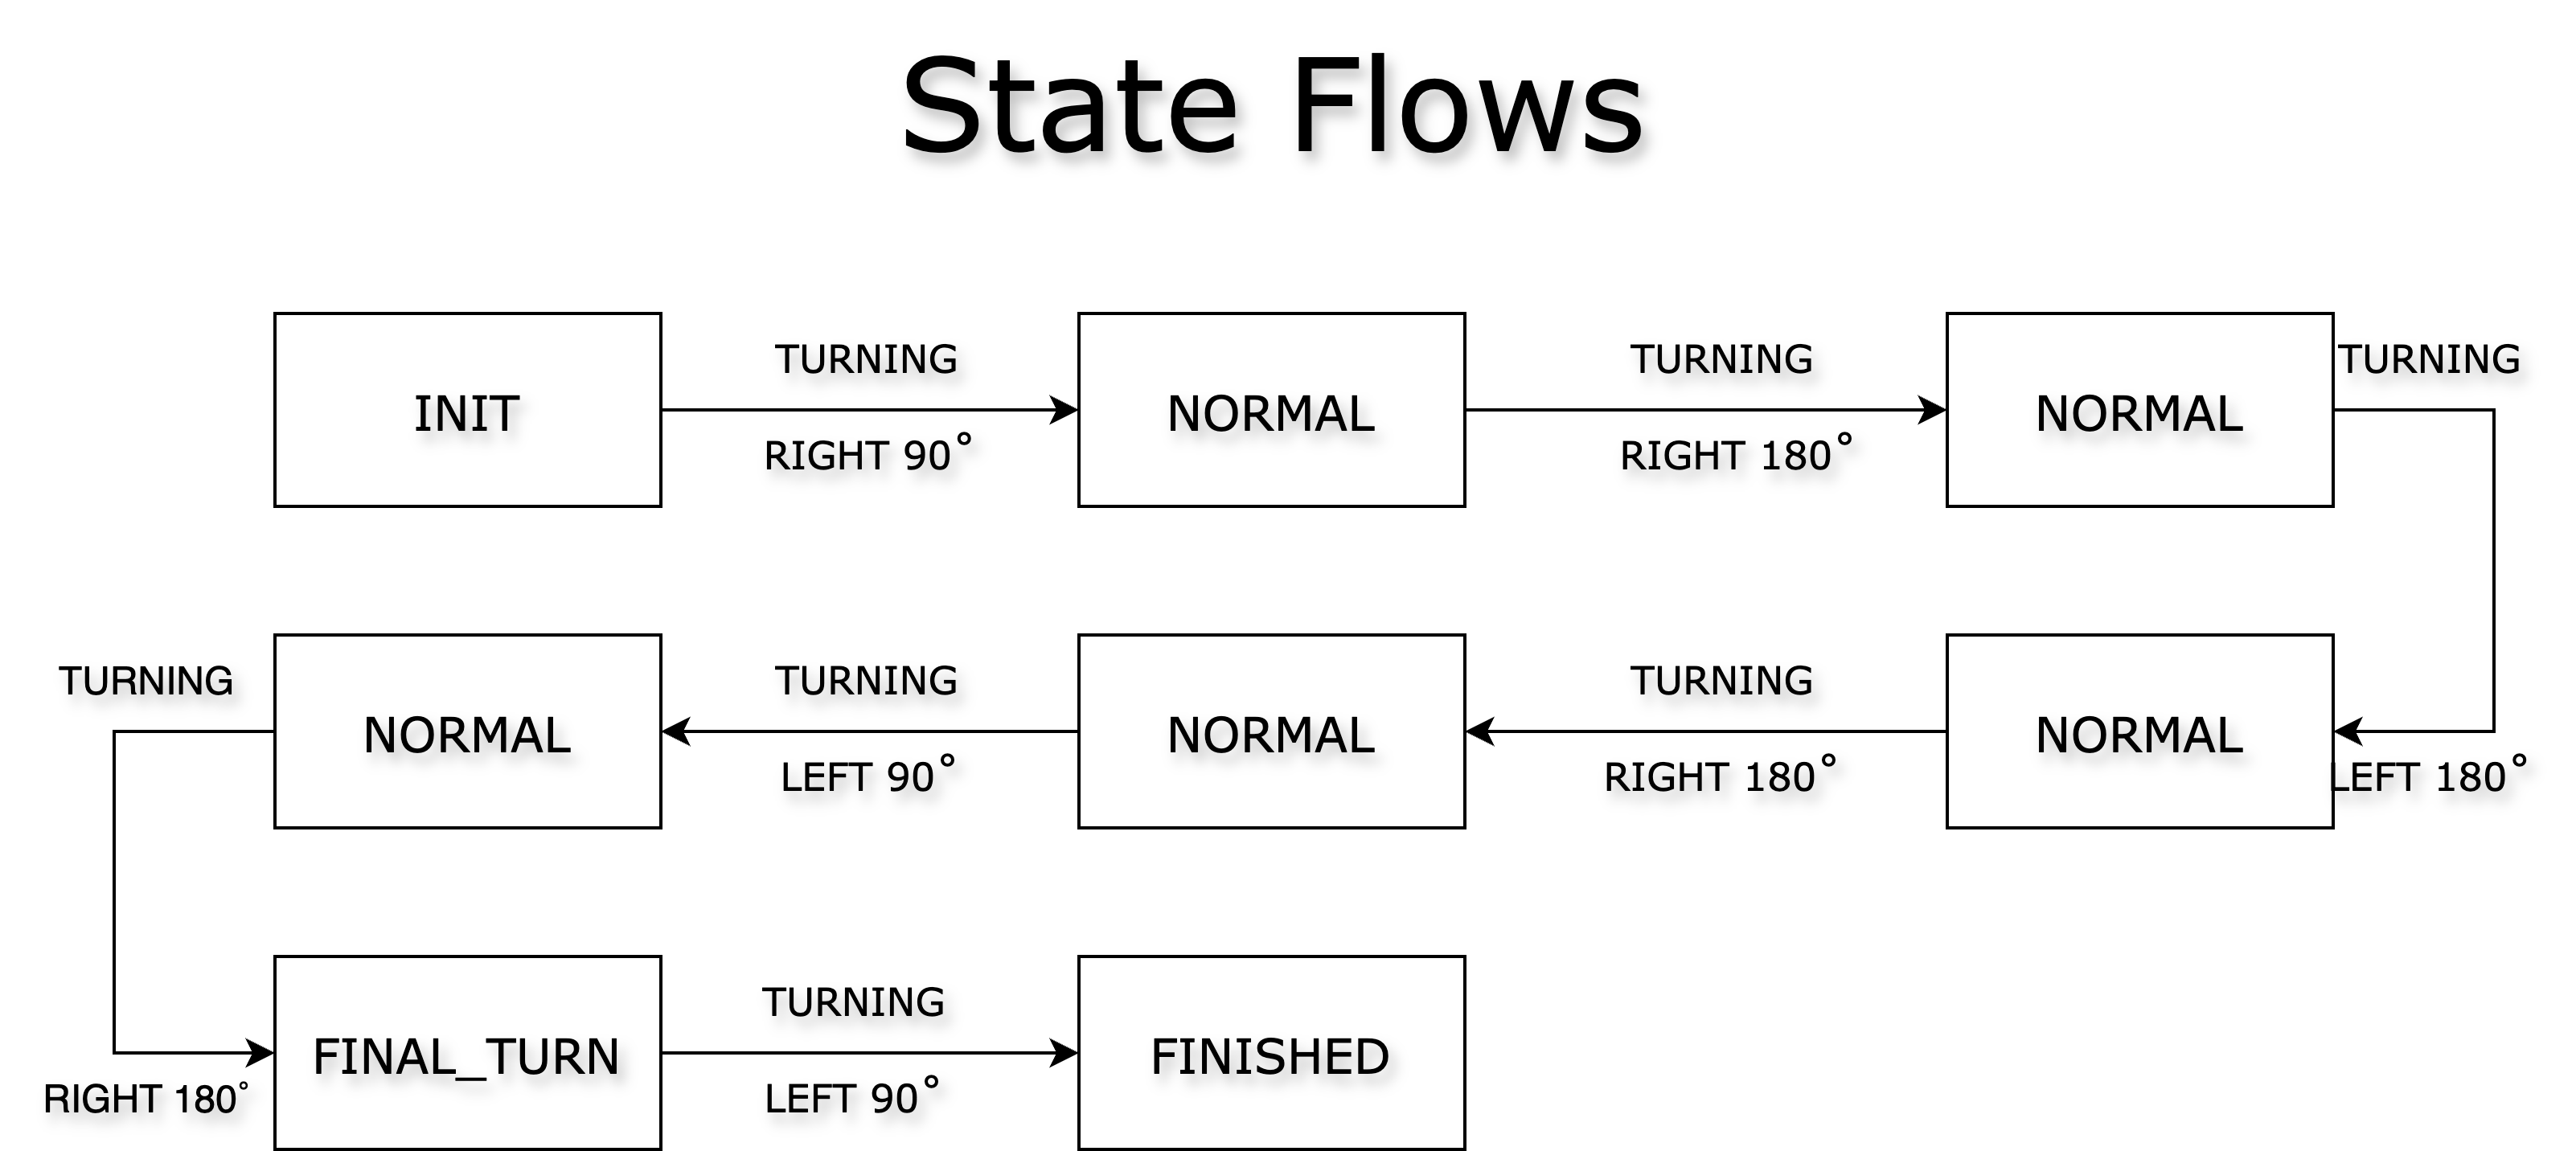 State Flows
INIT
TURNING
RIGHT 90°
NORMAL
TURNING
RIGHT 180°
NORMAL
TURNING
LEFT 180°
NORMAL
TURNING
RIGHT 180°
NORMAL
TURNING
LEFT 90°
NORMAL
TURNING
RIGHT 180°
FINAL_TURN
TURNING
LEFT 90°
FINISHED